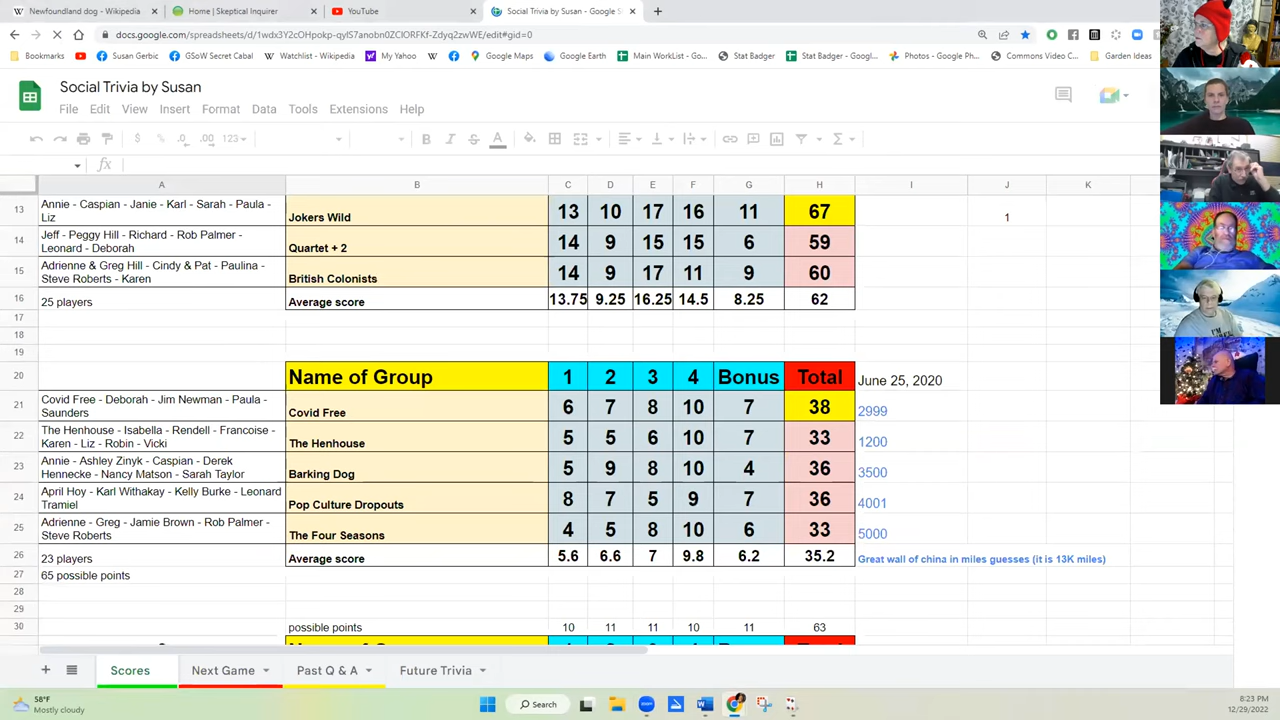 Newfoundland dog - Wikipedia
Home | Skeptical Inquirer
YouTube
Social Trivia by Susan - Google S
docs.google.com/spreadsheets/d/1wdx3Y2cOHpokp-qyIS7anobn0ZCIORFKf-Zdyq2zwWE/edit#gid=0
Bookmarks
Susan Gerbic
GSoW Secret Cabal
Watchlist - Wikipedia
My Yahoo
Google Maps
Google Earth
Main WorkList - Go...
Stat Badger
Stat Badger - Googl...
Photos - Google Ph...
Commons Video C...
Garden Ideas
Social Trivia by Susan
File Edit View Insert Format Data Tools Extensions Help
$ % .0 .00 123
B I S A
fx
A B C D E F G H I J K
13 Annie - Caspian - Janie - Karl - Sarah - Paula - Liz Jokers Wild 13 10 17 16 11 67 1
14 Jeff - Peggy Hill - Richard - Rob Palmer - Leonard - Deborah Quartet + 2 14 9 15 15 6 59
15 Adrienne & Greg Hill - Cindy & Pat - Paulina - Steve Roberts - Karen British Colonists 14 9 17 11 9 60
16 25 players Average score 13.75 9.25 16.25 14.5 8.25 62
17
18
19
20 Name of Group 1 2 3 4 Bonus Total June 25, 2020
21 Covid Free - Deborah - Jim Newman - Paula - Saunders Covid Free 6 7 8 10 7 38 2999
22 The Henhouse - Isabella - Rendell - Francoise - Karen - Liz - Robin - Vicki The Henhouse 5 5 6 10 7 33 1200
23 Annie - Ashley Zinyk - Caspian - Derek Hennecke - Nancy Matson - Sarah Taylor Barking Dog 5 9 8 10 4 36 3500
24 April Hoy - Karl Withakay - Kelly Burke - Leonard Tramiel Pop Culture Dropouts 8 7 5 9 7 36 4001
25 Adrienne - Greg - Jamie Brown - Rob Palmer - Steve Roberts The Four Seasons 4 5 8 10 6 33 5000
26 23 players Average score 5.6 6.6 7 9.8 6.2 35.2 Great wall of china in miles guesses (it is 13K miles)
27 65 possible points
28
29
30 possible points 10 11 11 10 11 63
Scores
Next Game
Past Q & A
Future Trivia
58°F
Mostly cloudy
Search
8:23 PM
12/29/2022